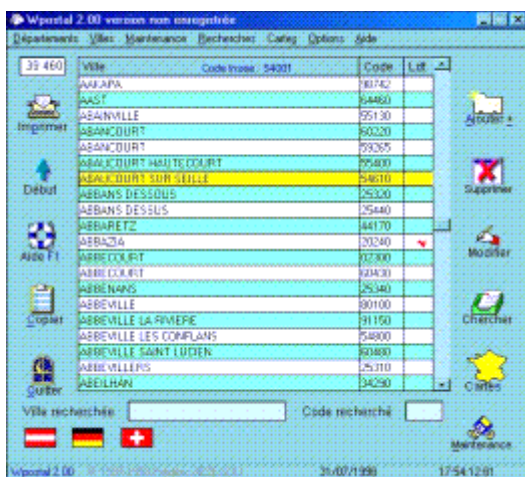 Wpostal 2.00 version non enregistrée
Départements Villes Maintenance Recherches Carteg Options Aide
39 460 Ville Code Insee : 54001 Code Ldt
AAKAPA 98742
AAST 64460
ABAINVILLE 55130
ABANCOURT 60220
ABANCOURT 59265
ABAUCOURT HAUTECOURT 55400
ABAUCOURT SUR SEILLE 54610
ABBANS DESSOUS 25320
ABBANS DESSUS 25440
ABBARETZ 44170
ABBAZIA 20240
ABBECOURT 02300
ABBECOURT 60430
ABBENANS 25340
ABBEVILLE 80100
ABBEVILLE LA RIVIERE 91150
ABBEVILLE LES CONFLANS 54800
ABBEVILLE SAINT LUCIEN 60480
ABBEVILLERS 25310
ABEILHAN 34290
Imprimer
Début
Aide F1
Copier
Quitter
Ajouter +
Supprimer
Modifier
Chercher
Cartes
Maintenance
Ville recherchée Code recherché
Wpostal 2.00 31/07/1998 17:54:12:61